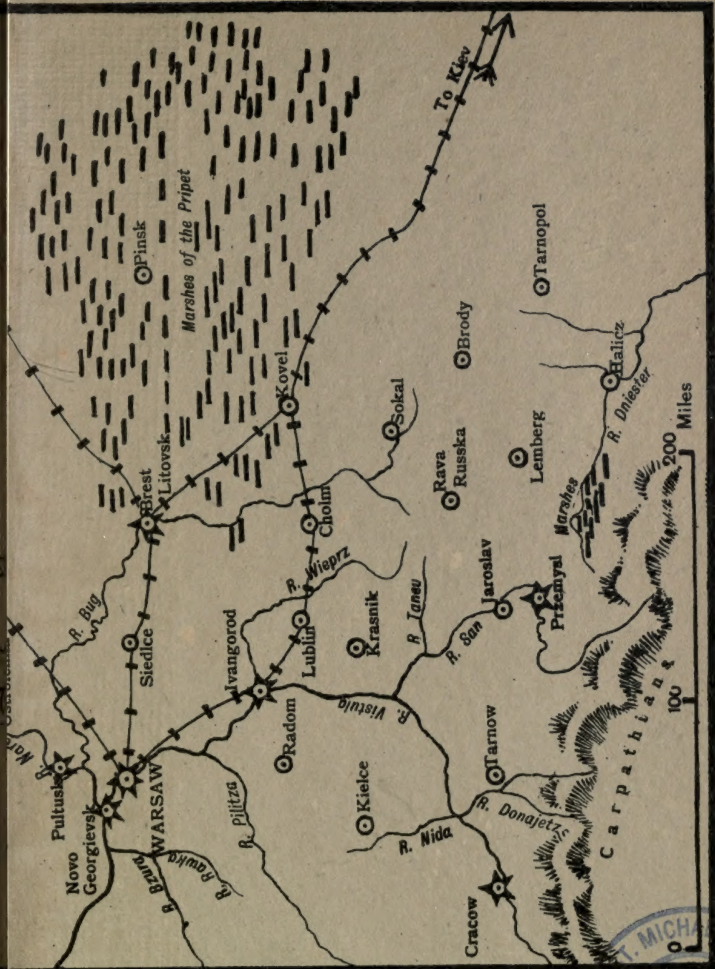 Pultusk
R. Bug
Novo
Georgievsk
WARSAW
Siedlce
Brest
Litovsk
Pinsk
Marshes of the Pripet
R. Bzura
R. Rawka
R. Pilitza
Ivangorod
Radom
Lublin
R. Wieprz
Cholm
Kovel
To Kiev
Kielce
Krasnik
R. Vistula
Sokal
R. Nida
R Taneu
R. San
Rava
Russka
Brody
Cracow
Tarnow
R. Donajetz
Jaroslav
Przemysl
Lemberg
Tarnopol
Marshes
Halicz
R. Dniester
Carpathians
0
100
200
Miles
T. MICHA